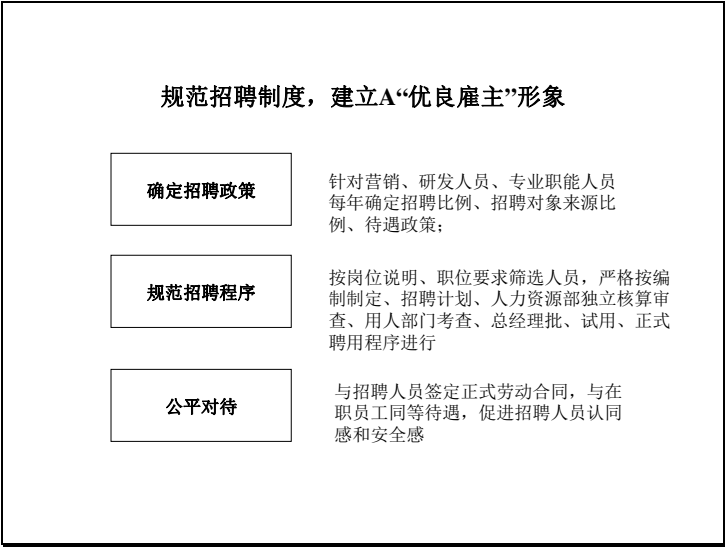 规范招聘制度，建立A“优良雇主”形象
确定招聘政策
针对营销、研发人员、专业职能人员
每年确定招聘比例、招聘对象来源比
例、待遇政策；
规范招聘程序
按岗位说明、职位要求筛选人员，严格按编
制制定、招聘计划、人力资源部独立核算审
查、用人部门考查、总经理批、试用、正式
聘用程序进行
公平对待
与招聘人员签定正式劳动合同，与在
职员工同等待遇，促进招聘人员认同
感和安全感